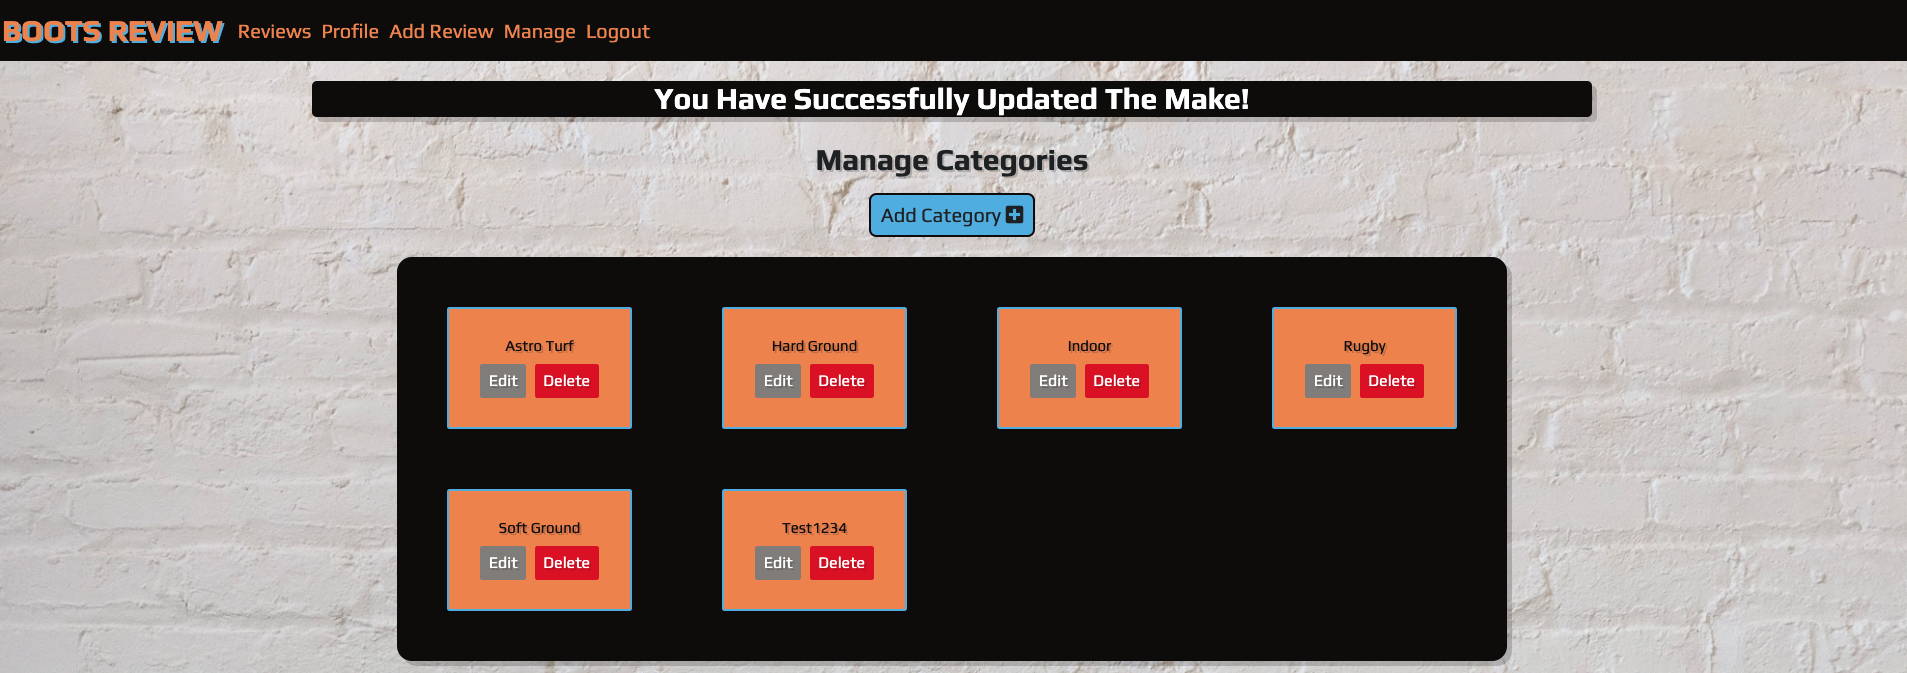 BOOTS REVIEW Reviews Profile Add Review Manage Logout
You Have Successfully Updated The Make!
Manage Categories
Add Category
Astro Turf Hard Ground Indoor Rugby
Edit Delete Edit Delete Edit Delete Edit Delete
Soft Ground Test1234
Edit Delete Edit Delete